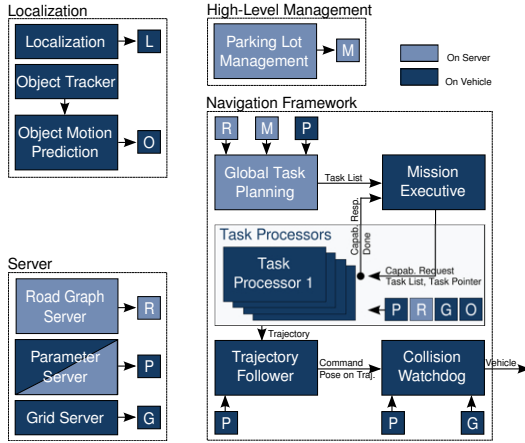 Localization
Localization
L
Object Tracker
Object Motion
Prediction
O
High-Level Management
Parking Lot
Management
M
On Server
On Vehicle
Navigation Framework
R
M
P
Global Task
Planning
Task List
Mission
Executive
Capab. Resp.
Done
Task Processors
Task
Processor 1
Capab. Request
Task List, Task Pointer
P
R
G
O
Trajectory
Trajectory
Follower
Command
Pose on Traj.
Collision
Watchdog
Vehicle
P
P
G
Server
Road Graph
Server
R
Parameter
Server
P
Grid Server
G